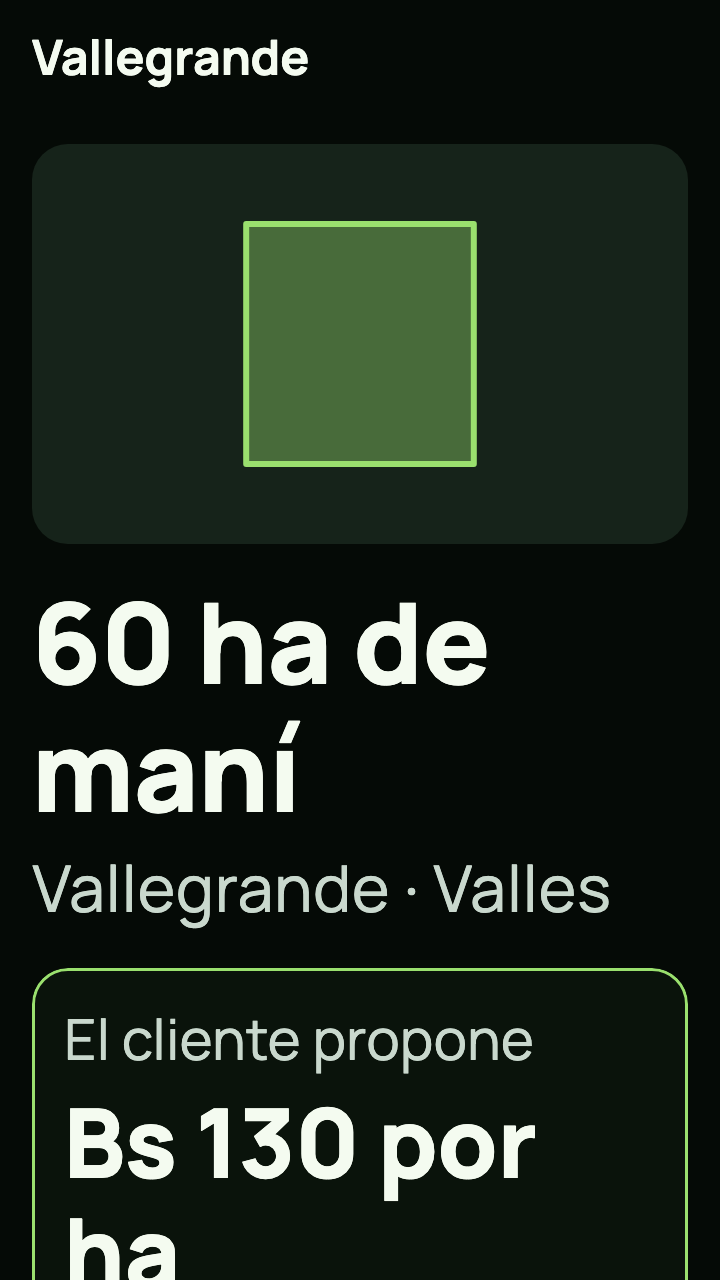 Vallegrande
60 ha de
maní
Vallegrande · Valles
El cliente propone
Bs 130 por
ha